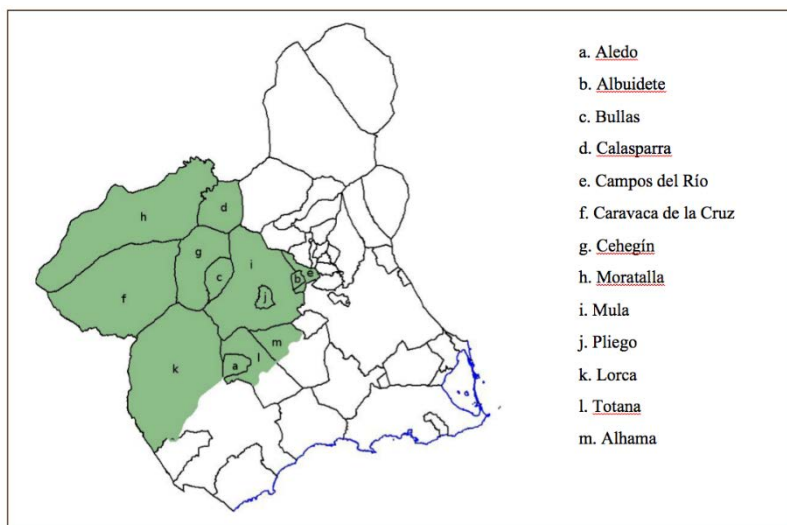 a. Aledo
b. Albuidete
c. Bullas
d. Calasparra
e. Campos del Río
f. Caravaca de la Cruz
g. Cehegín
h. Moratalla
i. Mula
j. Pliego
k. Lorca
l. Totana
m. Alhama
h
d
g
i
c
e
b
f
j
m
l
a
k